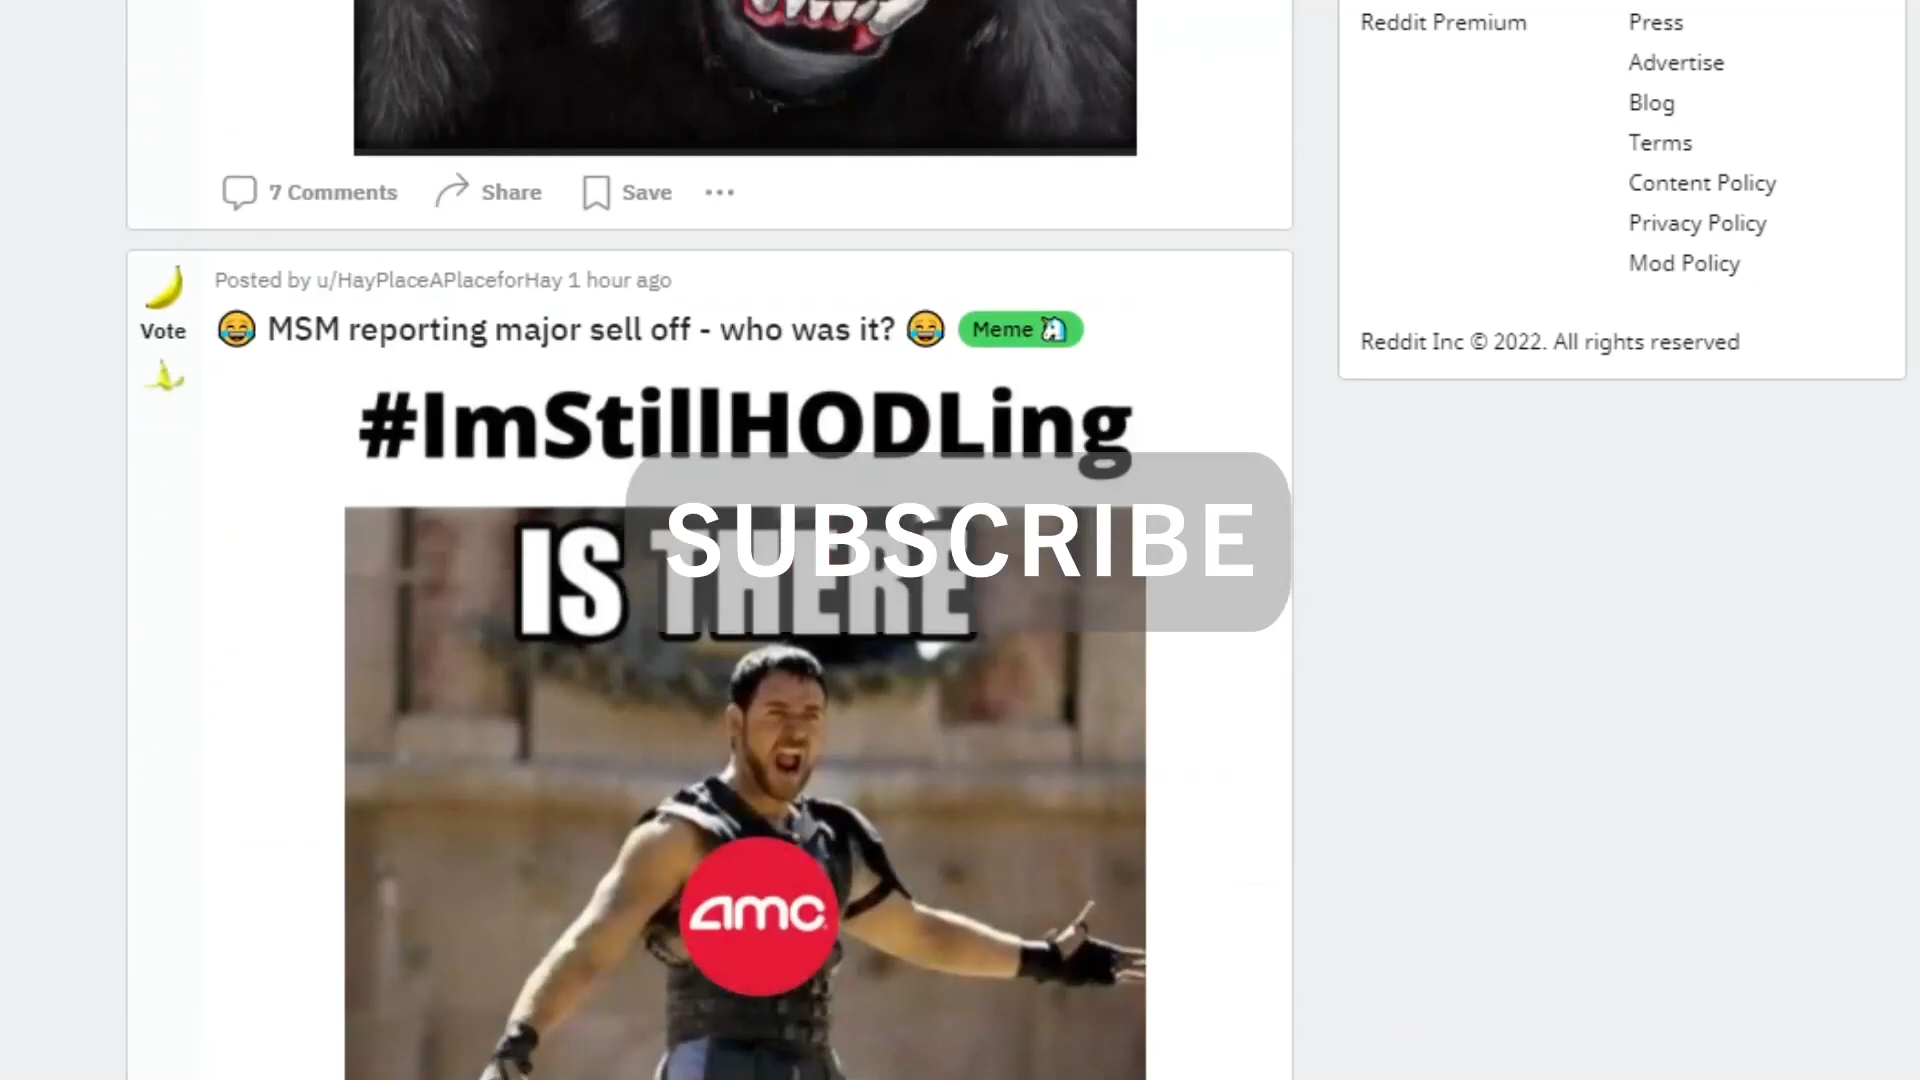 Reddit Premium
Press
Advertise
Blog
Terms
Content Policy
Privacy Policy
Mod Policy
Reddit Inc © 2022. All rights reserved
7 Comments
Share
Save
Vote
Posted by u/HayPlaceAPlaceforHay 1 hour ago
😂 MSM reporting major sell off - who was it? 😂 Meme 🦄
#ImStillHODLing
IS THERE
SUBSCRIBE
amc